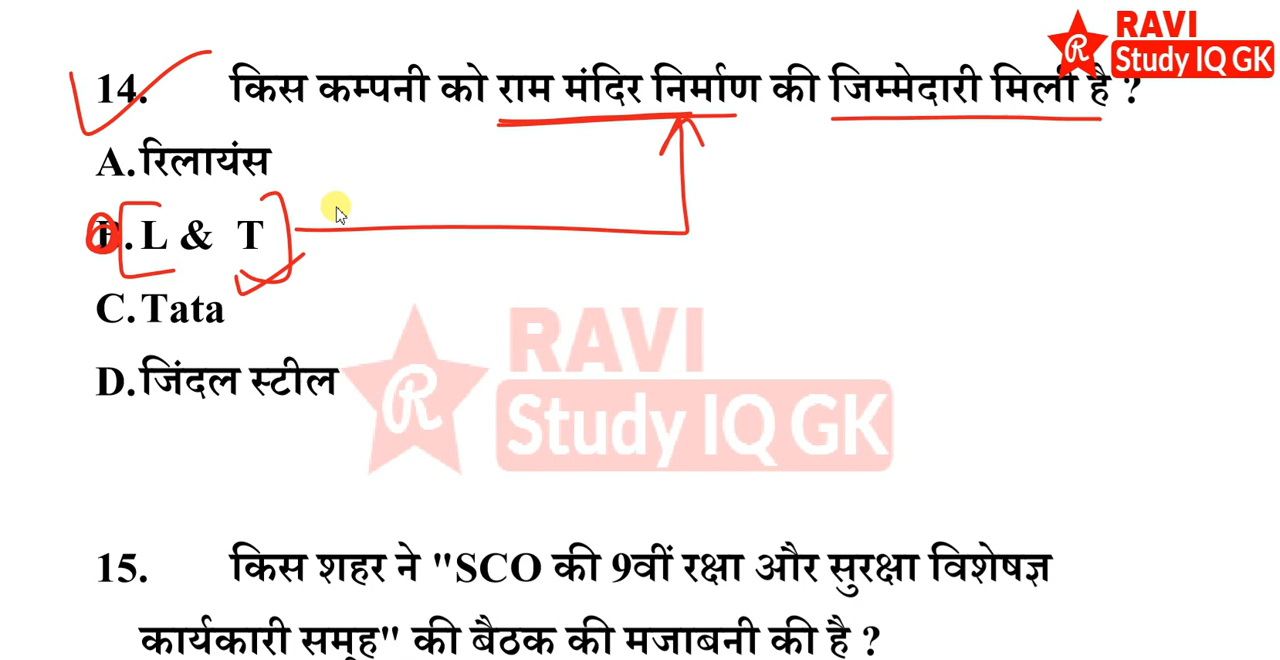 RAVI
Study IQ GK
14. किस कम्पनी को राम मंदिर निर्माण की जिम्मेदारी मिली है ?
A. रिलायंस
B. L & T
C. Tata
D. जिंदल स्टील
RAVI
Study IQ GK
15. किस शहर ने "SCO की 9वीं रक्षा और सुरक्षा विशेषज्ञ
कार्यकारी समूह" की बैठक की मजाबनी की है ?